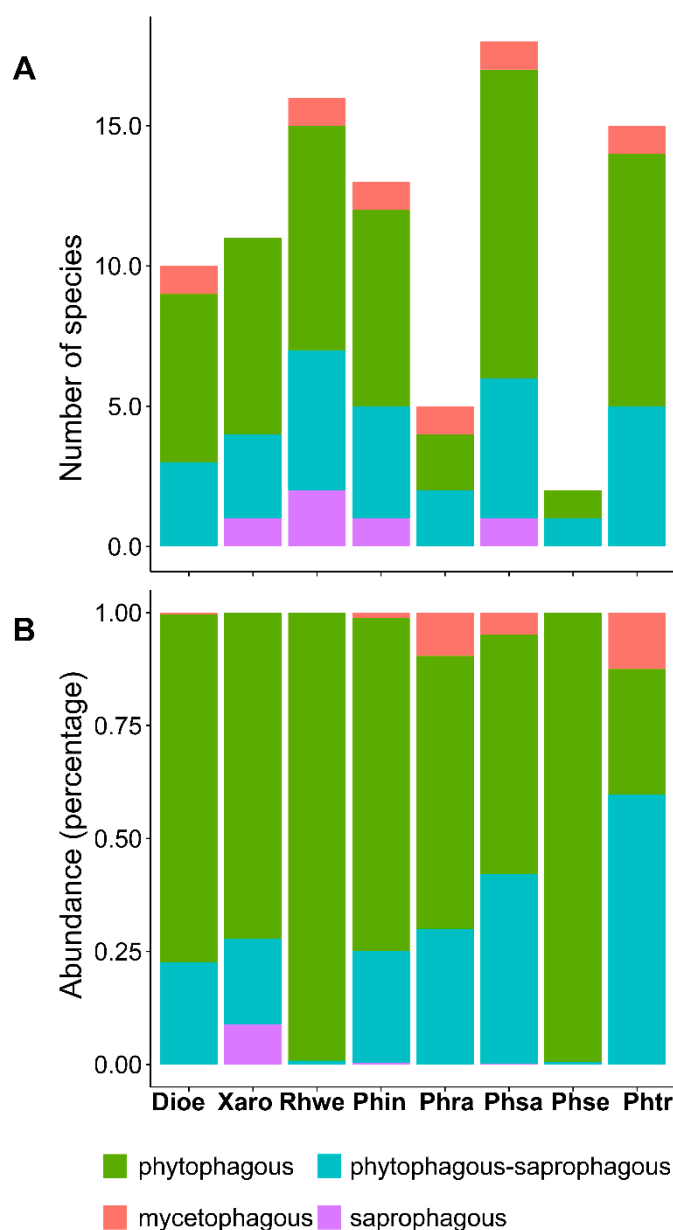 A
Number of species
15.0
10.0
5.0
0.0
B
Abundance (percentage)
1.00
0.75
0.50
0.25
0.00
Dioe Xaro Rhwe Phin Phra Phsa Phse Phtr
phytophagous phytophagous-saprophagous
mycetophagous saprophagous